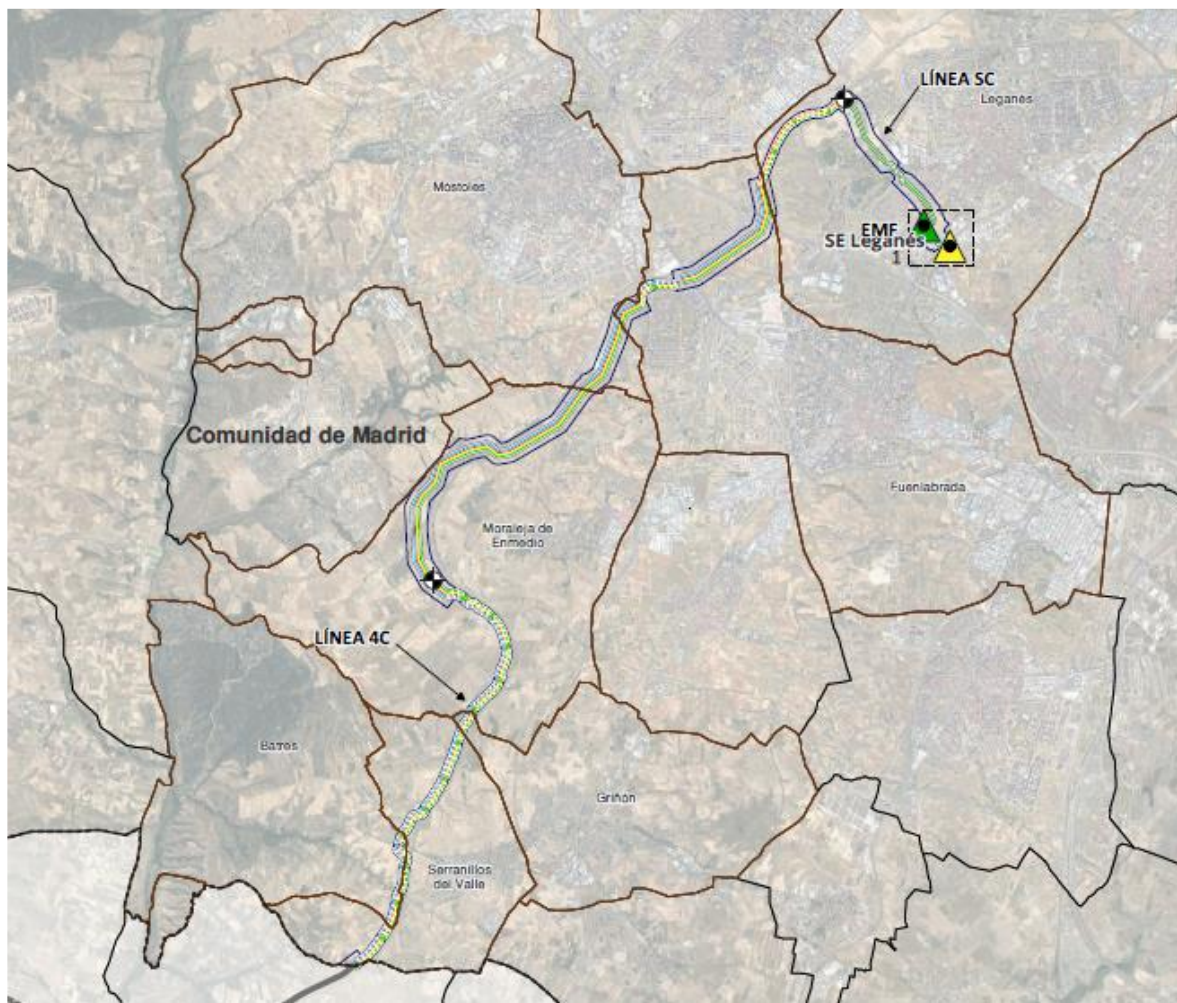 LÍNEA SC
Leganés
Móstoles
EMF
SE Leganés
1
Comunidad de Madrid
Fuenlabrada
Moraleja de
Enmedio
LÍNEA 4C
Batres
Griñón
Serranillos
del Valle